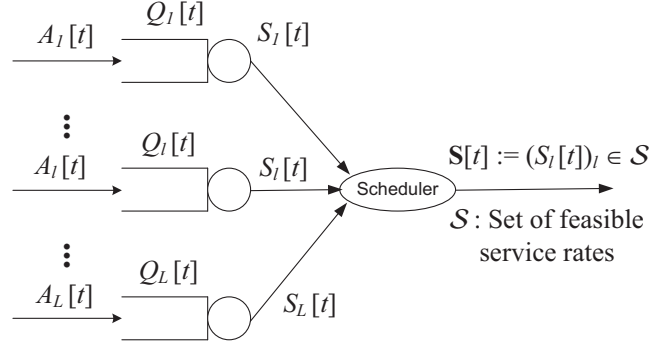 A_1[t] Q_1[t] S_1[t]
A_l[t] Q_l[t] S_l[t]
Scheduler
S[t] := (S_l[t])_l ∈ 𝒮
𝒮 : Set of feasible
service rates
A_L[t] Q_L[t] S_L[t]